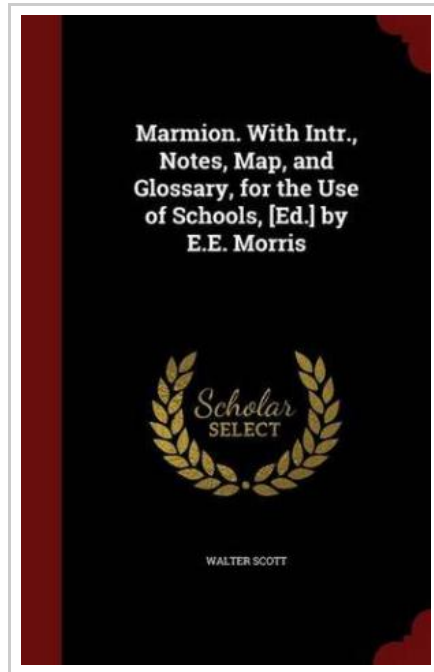 Marmion. With Intr.,
Notes, Map, and
Glossary, for the Use
of Schools, [Ed.] by
E.E. Morris
Scholar
SELECT
WALTER SCOTT